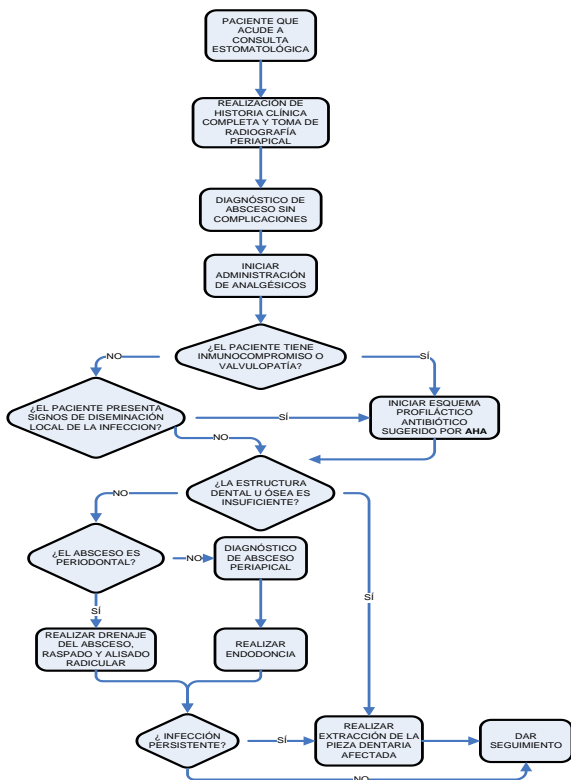 PACIENTE QUE
ACUDE A
CONSULTA
ESTOMATOLÓGICA
REALIZACIÓN DE
HISTORIA CLÍNICA
COMPLETA Y TOMA DE
RADIOGRAFÍA
PERIAPICAL
DIAGNÓSTICO DE
ABSCESO SIN
COMPLICACIONES
INICIAR
ADMINISTRACIÓN
DE ANALGÉSICOS
¿EL PACIENTE TIENE
INMUNOCOMPROMISO O
VALVULOPATÍA?
NO
SÍ
¿EL PACIENTE PRESENTA
SIGNOS DE DISEMINACIÓN
LOCAL DE LA INFECCION?
SÍ
NO
INICIAR ESQUEMA
PROFILÁCTICO
ANTIBIÓTICO
SUGERIDO POR AHA
¿LA ESTRUCTURA
DENTAL U ÓSEA ES
INSUFICIENTE?
NO
SÍ
¿EL ABSCESO ES
PERIODONTAL?
NO
SÍ
DIAGNÓSTICO
DE ABSCESO
PERIAPICAL
REALIZAR DRENAJE
DEL ABSCESO,
RASPADO Y ALISADO
RADICULAR
REALIZAR
ENDODONCIA
¿ INFECCIÓN
PERSISTENTE?
SÍ
NO
REALIZAR
EXTRACCIÓN DE LA
PIEZA DENTARIA
AFECTADA
DAR
SEGUIMIENTO